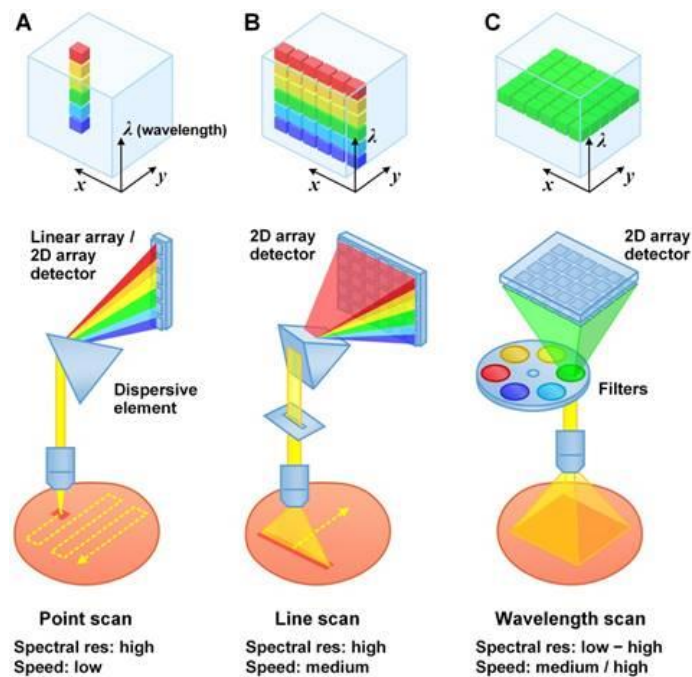 A
λ (wavelength)
x
y
Linear array /
2D array
detector
Dispersive
element
Point scan
Spectral res: high
Speed: low
B
λ
x
y
2D array
detector
Line scan
Spectral res: high
Speed: medium
C
λ
x
y
2D array
detector
Filters
Wavelength scan
Spectral res: low – high
Speed: medium / high